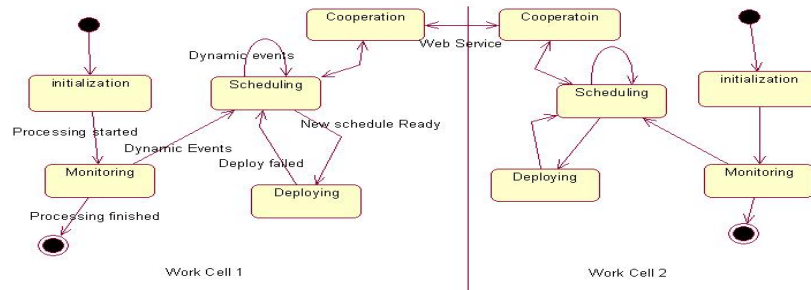 Cooperation
Cooperatoin
Web Service
Dynamic events
initialization
Scheduling
Scheduling
initialization
Processing started
New schedule Ready
Dynamic Events
Deploy failed
Monitoring
Deploying
Deploying
Monitoring
Processing finished
Work Cell 1
Work Cell 2